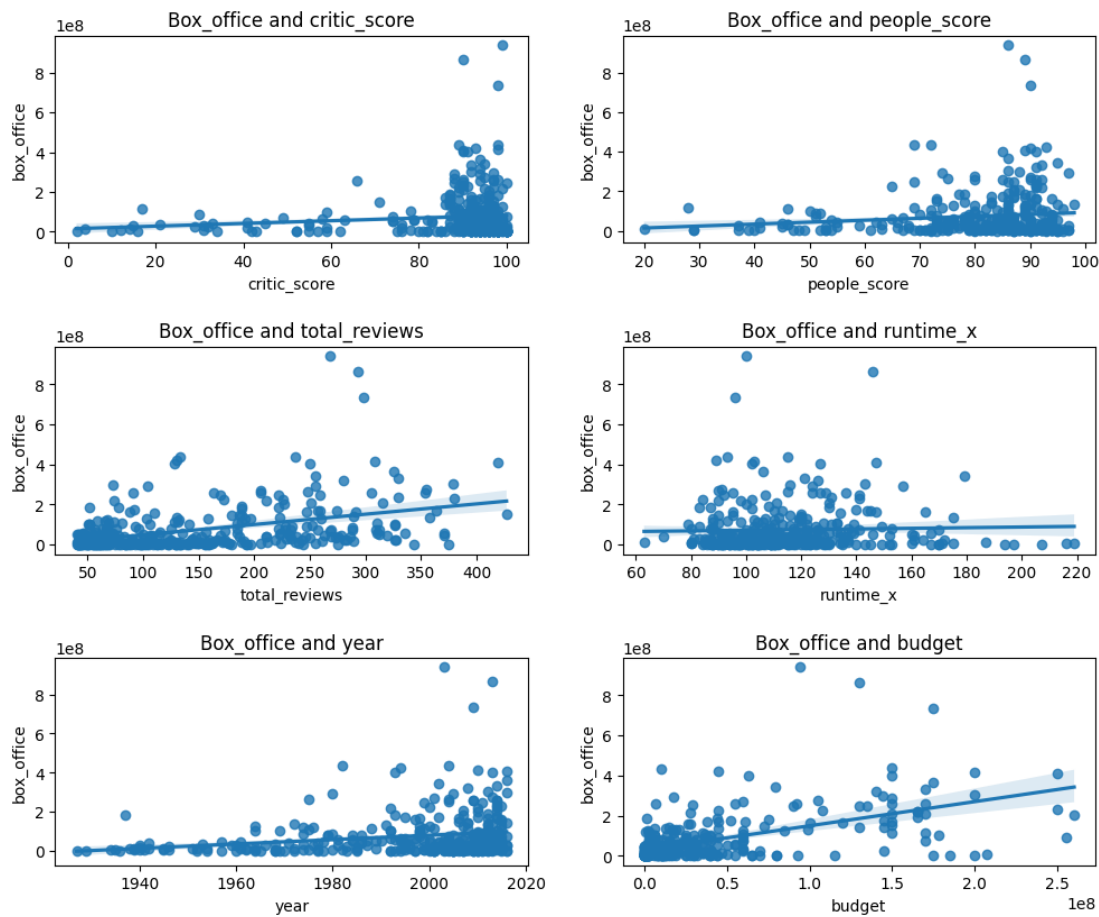 Box_office and critic_score
1e8
box_office
8
6
4
2
0
0 20 40 60 80 100
critic_score
Box_office and people_score
1e8
box_office
8
6
4
2
0
20 30 40 50 60 70 80 90 100
people_score
Box_office and total_reviews
1e8
box_office
8
6
4
2
0
50 100 150 200 250 300 350 400
total_reviews
Box_office and runtime_x
1e8
box_office
8
6
4
2
0
60 80 100 120 140 160 180 200 220
runtime_x
Box_office and year
1e8
box_office
8
6
4
2
0
1940 1960 1980 2000 2020
year
Box_office and budget
1e8
box_office
8
6
4
2
0
0.0 0.5 1.0 1.5 2.0 2.5
budget
1e8